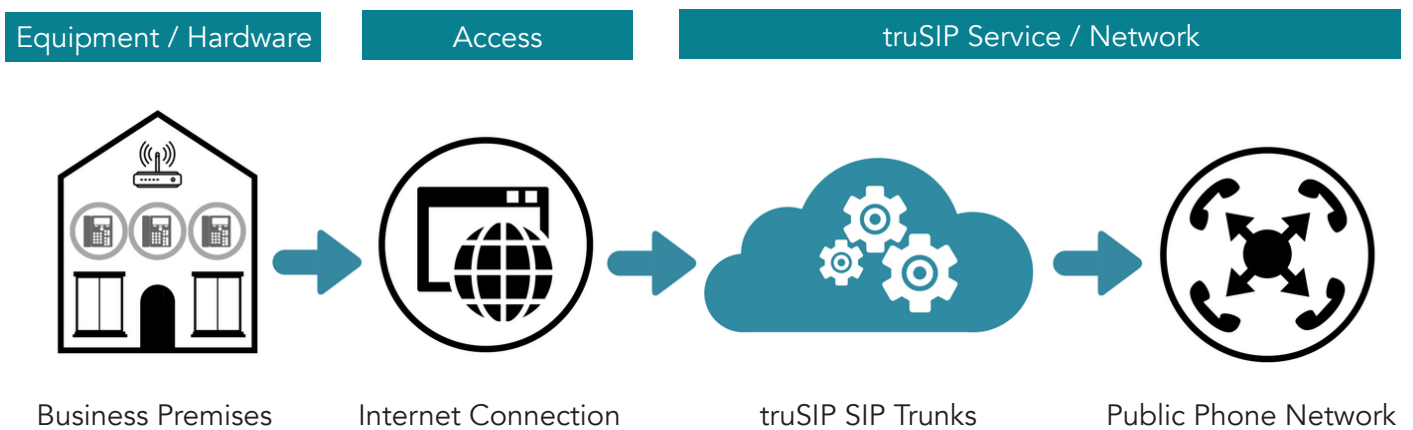 Equipment / Hardware
Access
truSIP Service / Network
Business Premises
Internet Connection
truSIP SIP Trunks
Public Phone Network